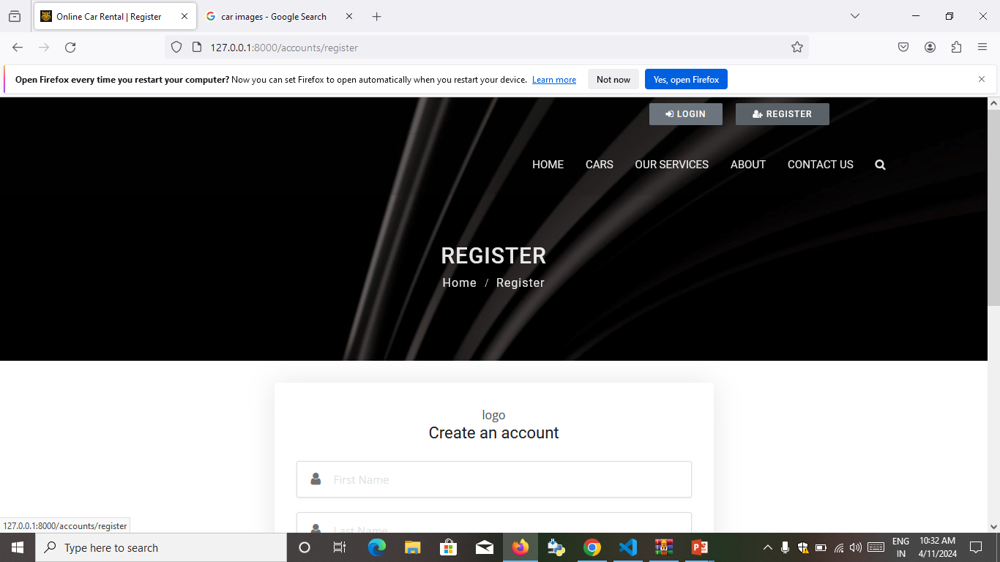 Online Car Rental | Register
car images - Google Search
127.0.0.1:8000/accounts/register
Open Firefox every time you restart your computer? Now you can set Firefox to open automatically when you restart your device. Learn more Not now Yes, open Firefox
LOGIN REGISTER
HOME CARS OUR SERVICES ABOUT CONTACT US
REGISTER
Home / Register
logo
Create an account
First Name
Last Name
127.0.0.1:8000/accounts/register
Type here to search
ENG
IN
10:32 AM
4/11/2024